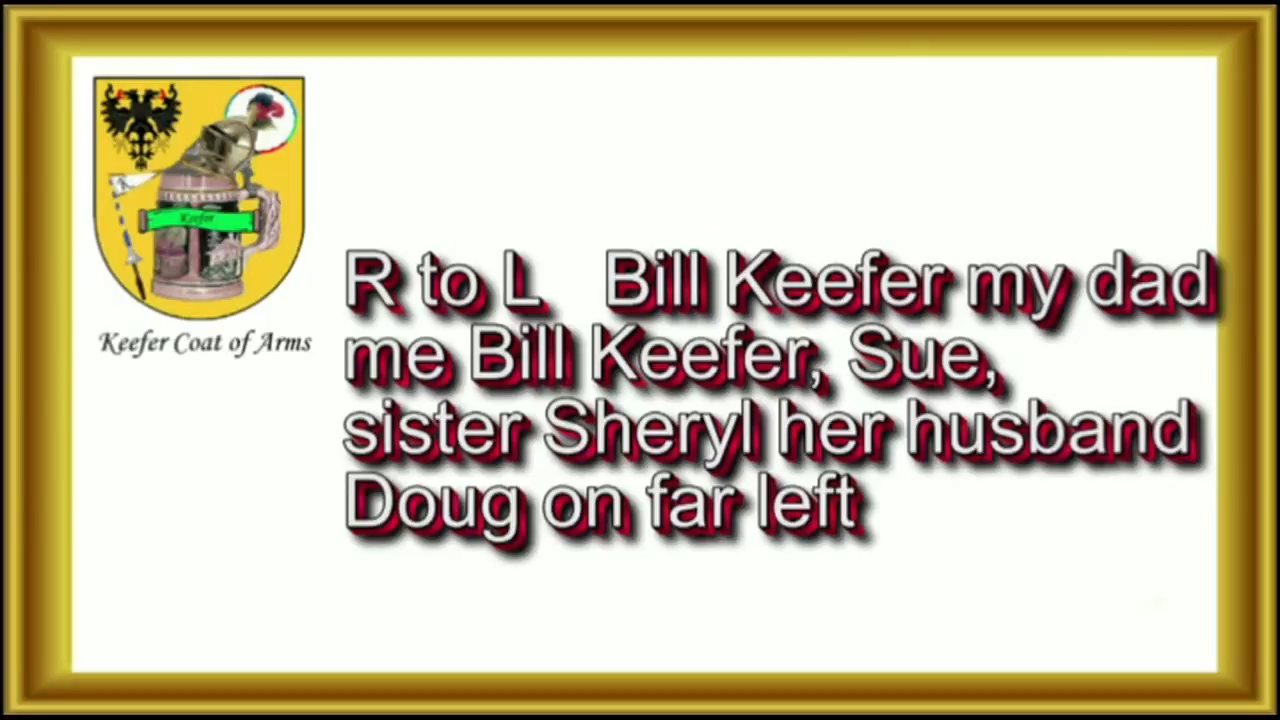 Keefer
Keefer Coat of Arms
R to L Bill Keefer my dad
me Bill Keefer, Sue,
sister Sheryl her husband
Doug on far left